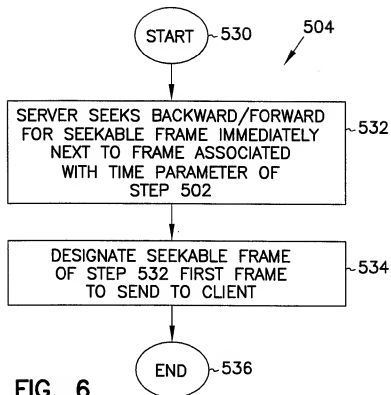 START
530
504
SERVER SEEKS BACKWARD/FORWARD
FOR SEEKABLE FRAME IMMEDIATELY
NEXT TO FRAME ASSOCIATED
WITH TIME PARAMETER OF
STEP 502
532
DESIGNATE SEEKABLE FRAME
OF STEP 532 FIRST FRAME
TO SEND TO CLIENT
534
END
536
FIG. 6